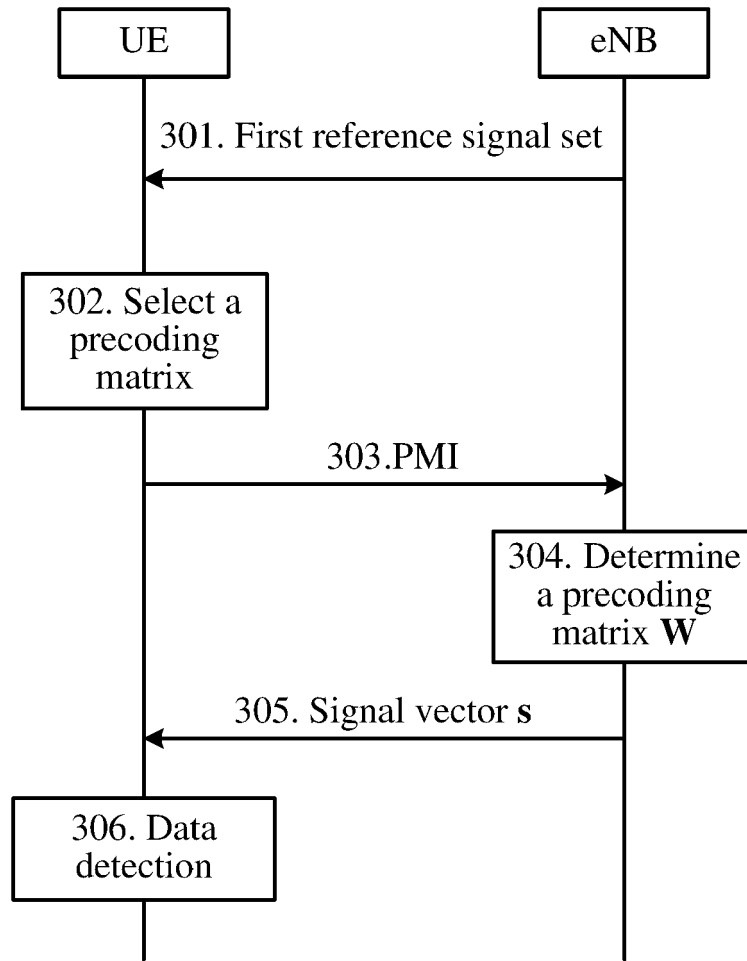 UE
eNB
301. First reference signal set
302. Select a
precoding
matrix
303.PMI
304. Determine
a precoding
matrix W
305. Signal vector s
306. Data
detection